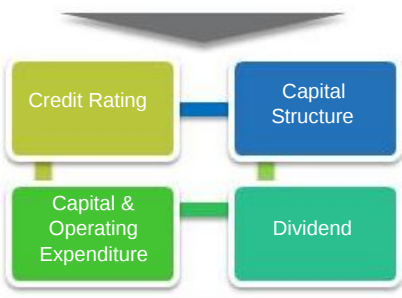 Credit Rating
Capital
Structure
Capital &
Operating
Expenditure
Dividend